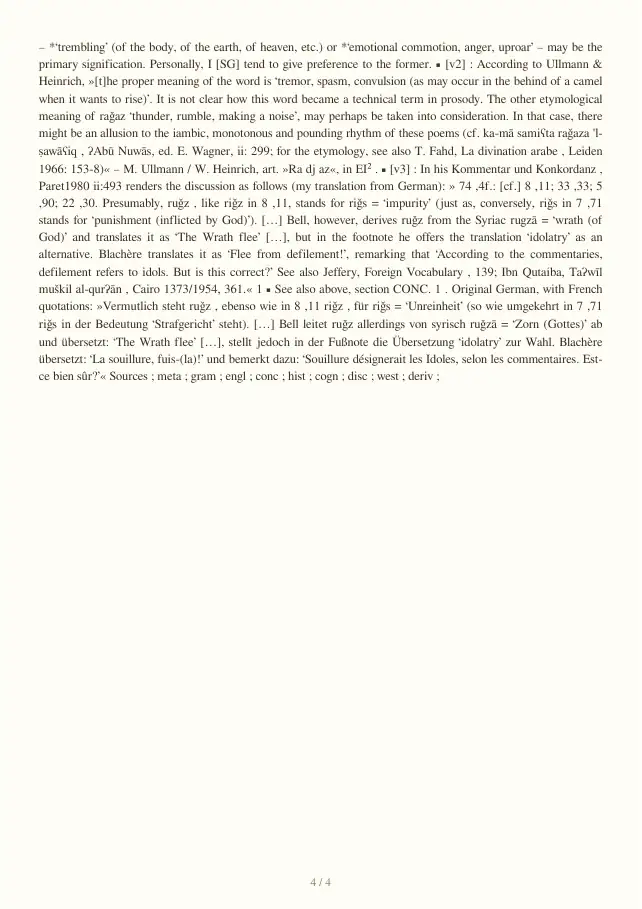 – *‘trembling’ (of the body, of the earth, of heaven, etc.) or *‘emotional commotion, anger, uproar’ – may be the
primary signification. Personally, I [SG] tend to give preference to the former. ▪ [v2] : According to Ullmann &
Heinrich, »[t]he proper meaning of the word is ‘tremor, spasm, convulsion (as may occur in the behind of a camel
when it wants to rise)’. It is not clear how this word became a technical term in prosody. The other etymological
meaning of raǧaz ‘thunder, rumble, making a noise’, may perhaps be taken into consideration. In that case, there
might be an allusion to the iambic, monotonous and pounding rhythm of these poems (cf. ka-mā samiʕta raǧaza 'l-
ṣawāʕiq , ʔAbū Nuwās, ed. E. Wagner, ii: 299; for the etymology, see also T. Fahd, La divination arabe , Leiden
1966: 153-8)« – M. Ullmann / W. Heinrich, art. »Ra dj az«, in EI² . ▪ [v3] : In his Kommentar und Konkordanz ,
Paret1980 ii:493 renders the discussion as follows (my translation from German): » 74 ,4f.: [cf.] 8 ,11; 33 ,33; 5
,90; 22 ,30. Presumably, ruǧz , like riǧz in 8 ,11, stands for riǧs = ‘impurity’ (just as, conversely, riǧs in 7 ,71
stands for ‘punishment (inflicted by God)’). […] Bell, however, derives ruǧz from the Syriac rugzā = ‘wrath (of
God)’ and translates it as ‘The Wrath flee’ […], but in the footnote he offers the translation ‘idolatry’ as an
alternative. Blachère translates it as ‘Flee from defilement!’, remarking that ‘According to the commentaries,
defilement refers to idols. But is this correct?’ See also Jeffery, Foreign Vocabulary , 139; Ibn Qutaiba, Taʔwīl
muškil al-qurʔān , Cairo 1373/1954, 361.« 1 ▪ See also above, section CONC. 1 . Original German, with French
quotations: »Vermutlich steht ruǧz , ebenso wie in 8 ,11 riǧz , für riǧs = ‘Unreinheit’ (so wie umgekehrt in 7 ,71
riǧs in der Bedeutung ‘Strafgericht’ steht). […] Bell leitet ruǧz allerdings von syrisch ruǧzā = ‘Zorn (Gottes)’ ab
und übersetzt: ‘The Wrath flee’ […], stellt jedoch in der Fußnote die Übersetzung ‘idolatry’ zur Wahl. Blachère
übersetzt: ‘La souillure, fuis-(la)!’ und bemerkt dazu: ‘Souillure désignerait les Idoles, selon les commentaires. Est-
ce bien sûr?’« Sources ; meta ; gram ; engl ; conc ; hist ; cogn ; disc ; west ; deriv ;
4 / 4